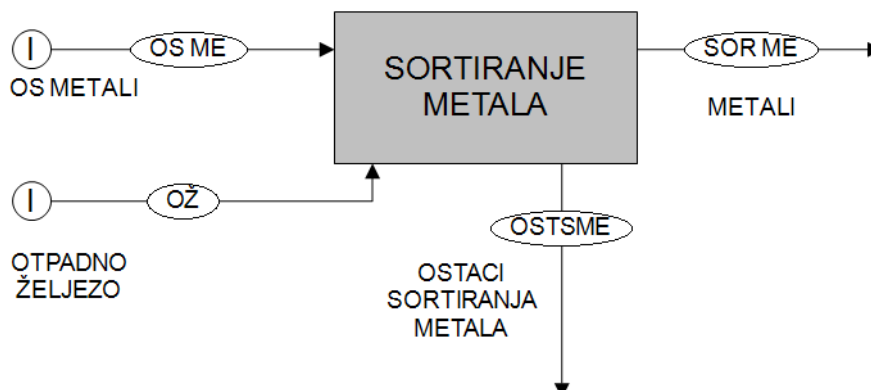 I
OS ME
OS METALI
SORTIRANJE
METALA
SOR ME
METALI
I
OŽ
OTPADNO
ŽELJEZO
OSTSME
OSTACI
SORTIRANJA
METALA